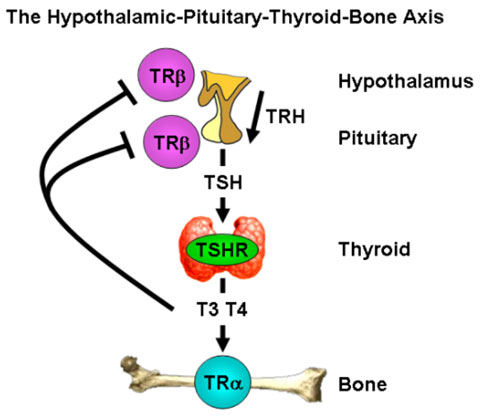 The Hypothalamic-Pituitary-Thyroid-Bone Axis
TRβ
Hypothalamus
TRH
TRβ
Pituitary
TSH
TSHR
Thyroid
T3 T4
TRα
Bone